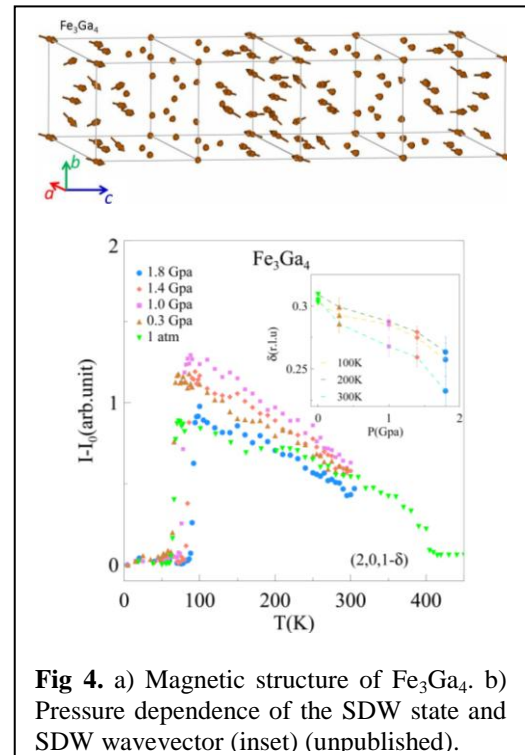 Fe₃Ga₄
b
a
c
Fe₃Ga₄
2
1
0
I-I₀(arb.unit)
1.8 Gpa
1.4 Gpa
1.0 Gpa
0.3 Gpa
1 atm
0.3
0.25
δ(r.l.u)
100K
200K
300K
0 1 2
P(Gpa)
(2,0,1-δ)
100 200 300 400
T(K)
Fig 4. a) Magnetic structure of Fe₃Ga₄. b)
Pressure dependence of the SDW state and
SDW wavevector (inset) (unpublished).